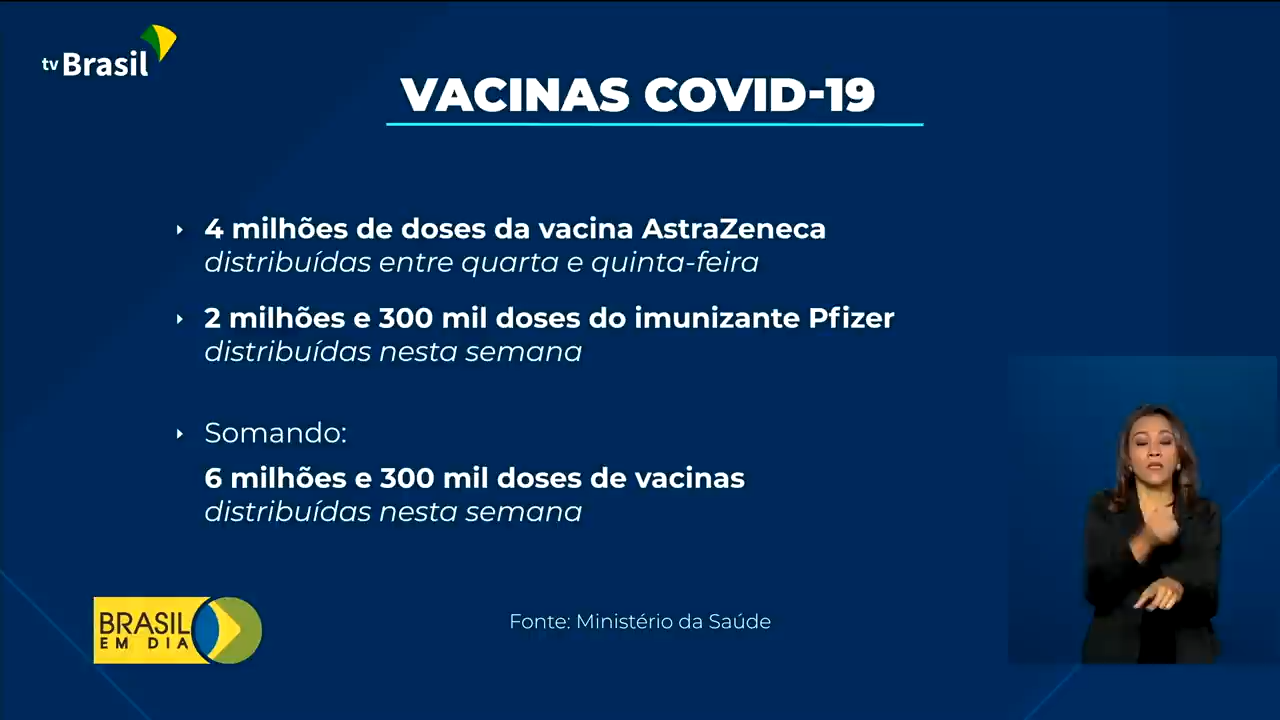 tv Brasil
VACINAS COVID-19
4 milhões de doses da vacina AstraZeneca
distribuídas entre quarta e quinta-feira
2 milhões e 300 mil doses do imunizante Pfizer
distribuídas nesta semana
Somando:
6 milhões e 300 mil doses de vacinas
distribuídas nesta semana
BRASIL
EM DIA
Fonte: Ministério da Saúde